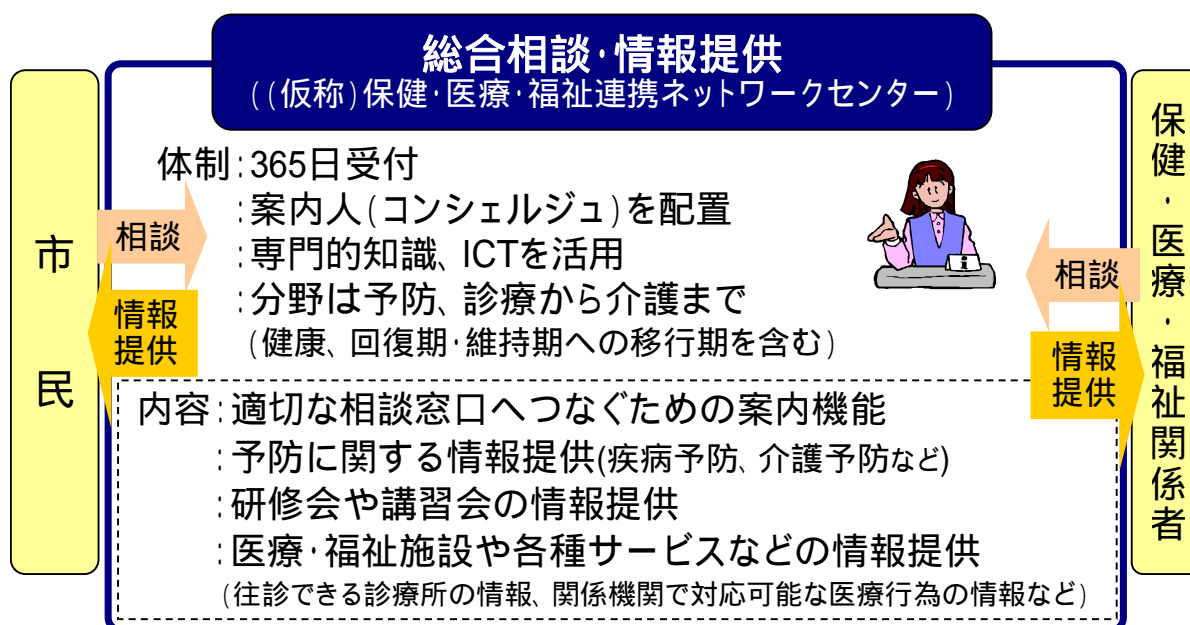 総合相談・情報提供
((仮称)保健・医療・福祉連携ネットワークセンター)
市民
相談
情報
提供
体制:365日受付
:案内人(コンシェルジュ)を配置
:専門的知識、ICTを活用
:分野は予防、診療から介護まで
(健康、回復期・維持期への移行期を含む)
i
内容:適切な相談窓口へつなぐための案内機能
:予防に関する情報提供(疾病予防、介護予防など)
:研修会や講習会の情報提供
:医療・福祉施設や各種サービスなどの情報提供
(往診できる診療所の情報、関係機関で対応可能な医療行為の情報など)
相談
情報
提供
保健・医療・福祉関係者